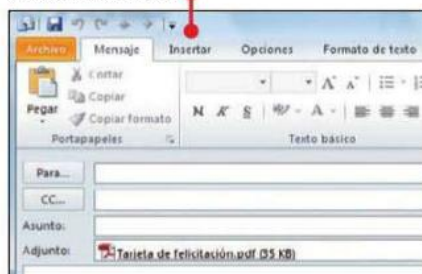 Archivo Mensaje Insertar Opciones Formato de texto
Cortar
Copiar
Pegar
Copiar formato
N K S A A A
Portapapeles Texto básico
Para...
CC...
Asunto:
Adjunto: Tarjeta de felicitación.pdf (35 KB)